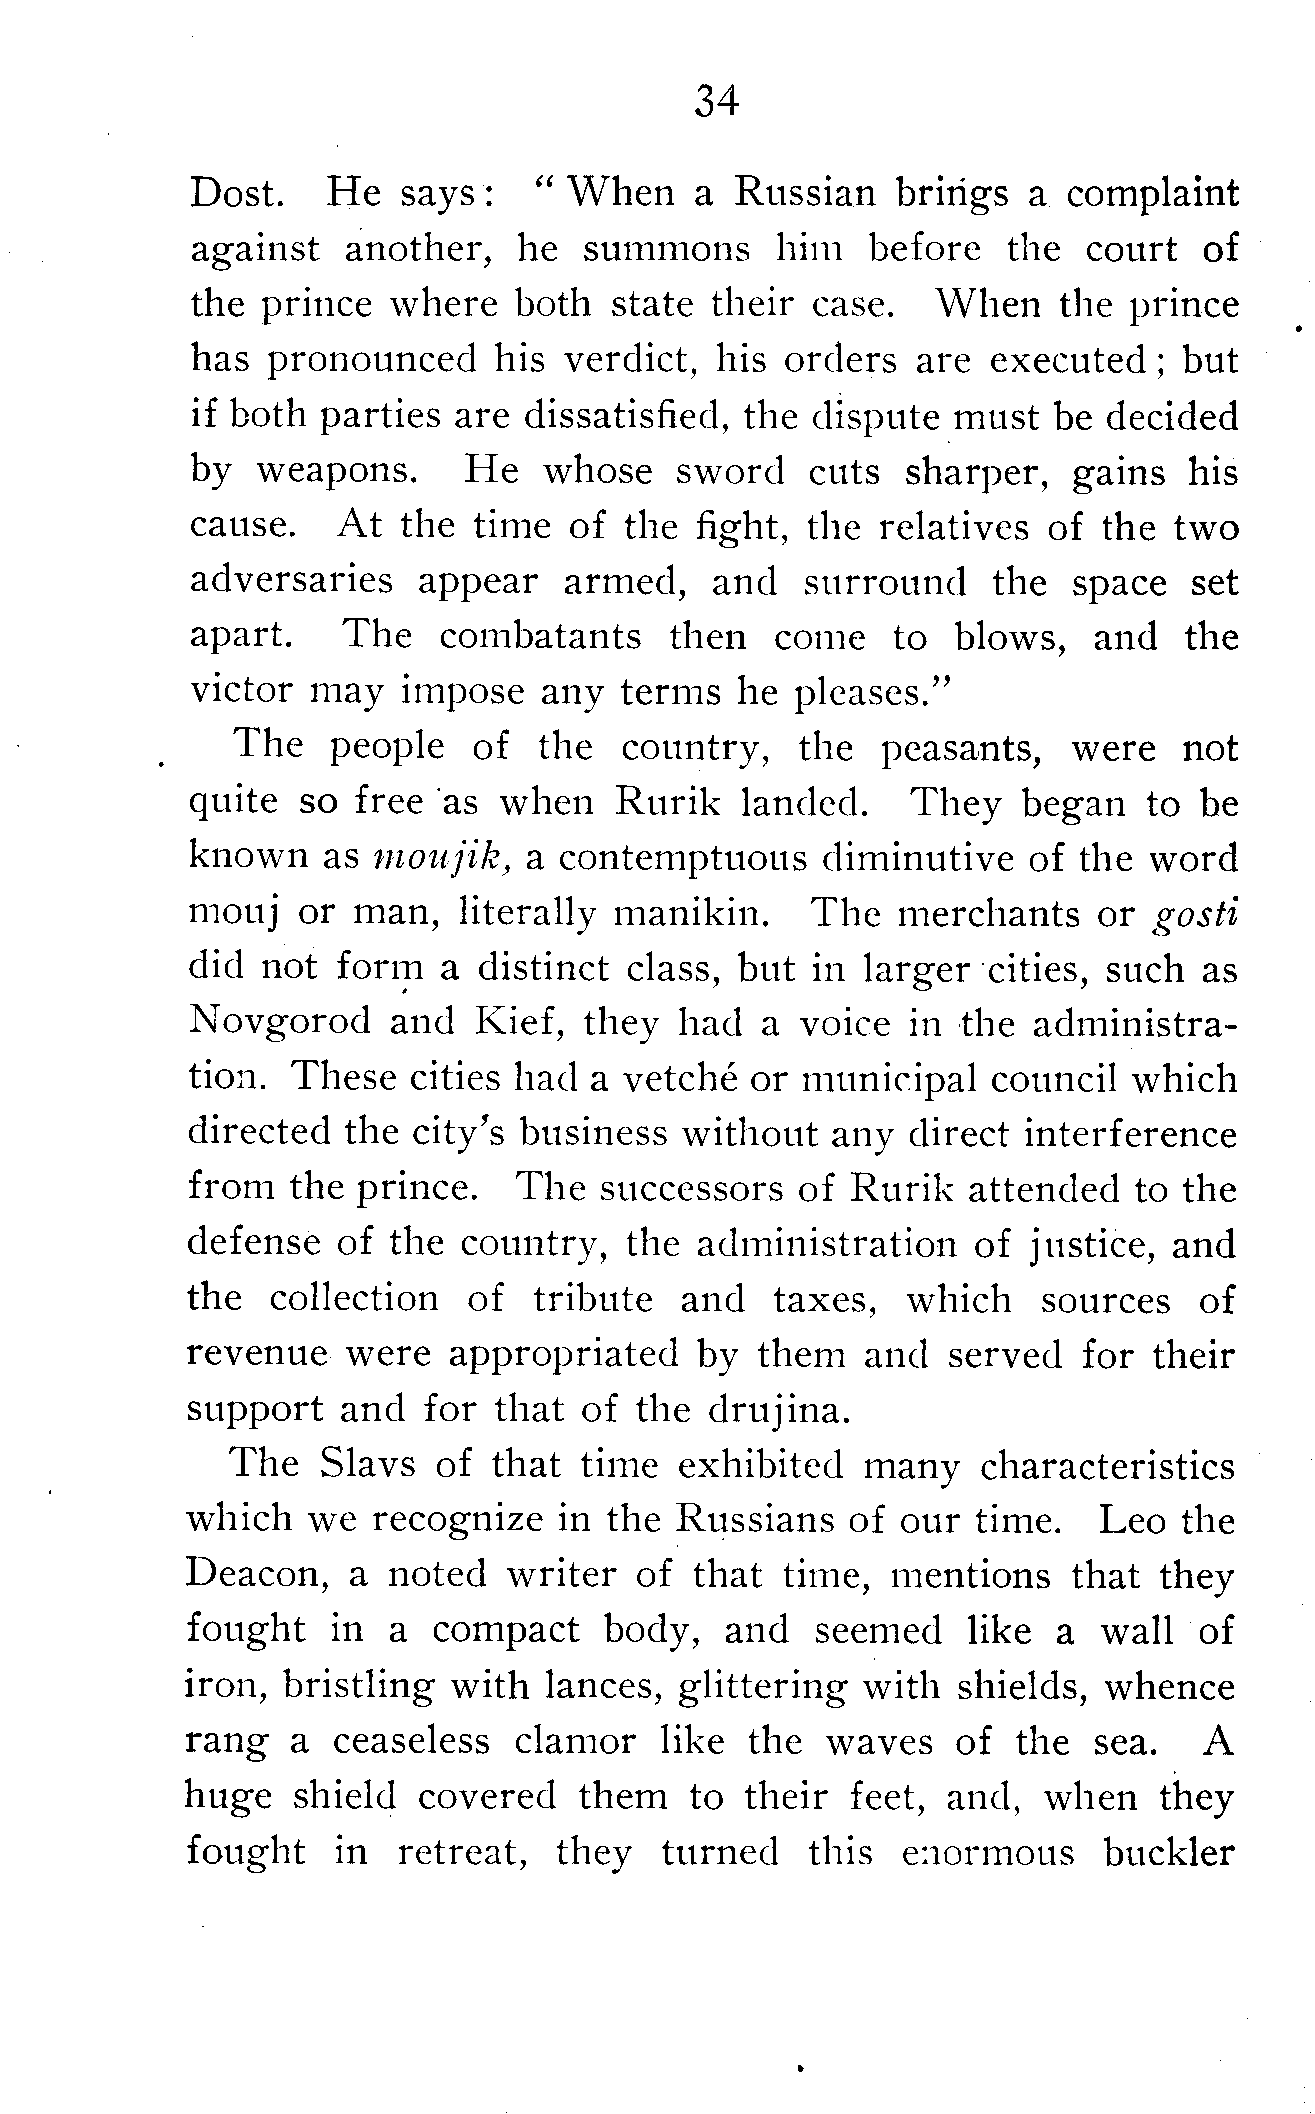 34
Dost. He says: " When a Russian brings a complaint
against another, he summons him before the court of
the prince where both state their case. When the prince
has pronounced his verdict, his orders are executed; but
if both parties are dissatisfied, the dispute must be decided
by weapons. He whose sword cuts sharper, gains his
cause. At the time of the fight, the relatives of the two
adversaries appear armed, and surround the space set
apart. The combatants then come to blows, and the
victor may impose any terms he pleases."
The people of the country, the peasants, were not
quite so free as when Rurik landed. They began to be
known as moujik, a contemptuous diminutive of the word
mouj or man, literally manikin. The merchants or gosti
did not form a distinct class, but in larger cities, such as
Novgorod and Kief, they had a voice in the administra-
tion. These cities had a vetché or municipal council which
directed the city's business without any direct interference
from the prince. The successors of Rurik attended to the
defense of the country, the administration of justice, and
the collection of tribute and taxes, which sources of
revenue were appropriated by them and served for their
support and for that of the drujina.
The Slavs of that time exhibited many characteristics
which we recognize in the Russians of our time. Leo the
Deacon, a noted writer of that time, mentions that they
fought in a compact body, and seemed like a wall of
iron, bristling with lances, glittering with shields, whence
rang a ceaseless clamor like the waves of the sea. A
huge shield covered them to their feet, and, when they
fought in retreat, they turned this enormous buckler